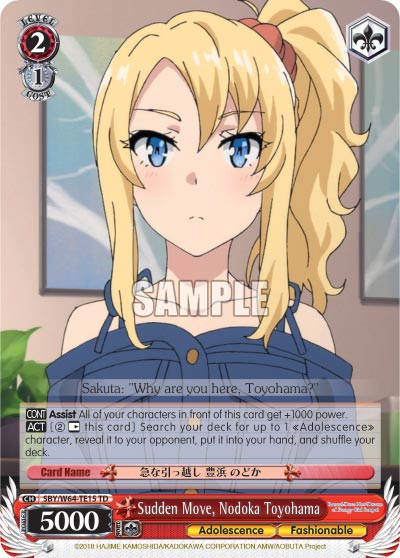 LEVEL
2
1
COST
SAMPLE
Sakuta: "Why are you here, Toyohama?"
CONT Assist All of your characters in front of this card get +1000 power.
ACT [② this card] Search your deck for up to 1 «Adolescence»
character, reveal it to your opponent, put it into your hand, and shuffle your
deck.
Card Name 急な引っ越し 豊浜 のどか
CH SBY/W64-TE15 TD
POWER 5000 SOUL Sudden Move, Nodoka Toyohama
Adolescence Fashionable
©2018 HAJIME KAMOSHIDA/KADOKAWA CORPORATION AMW/AOBUTA Project